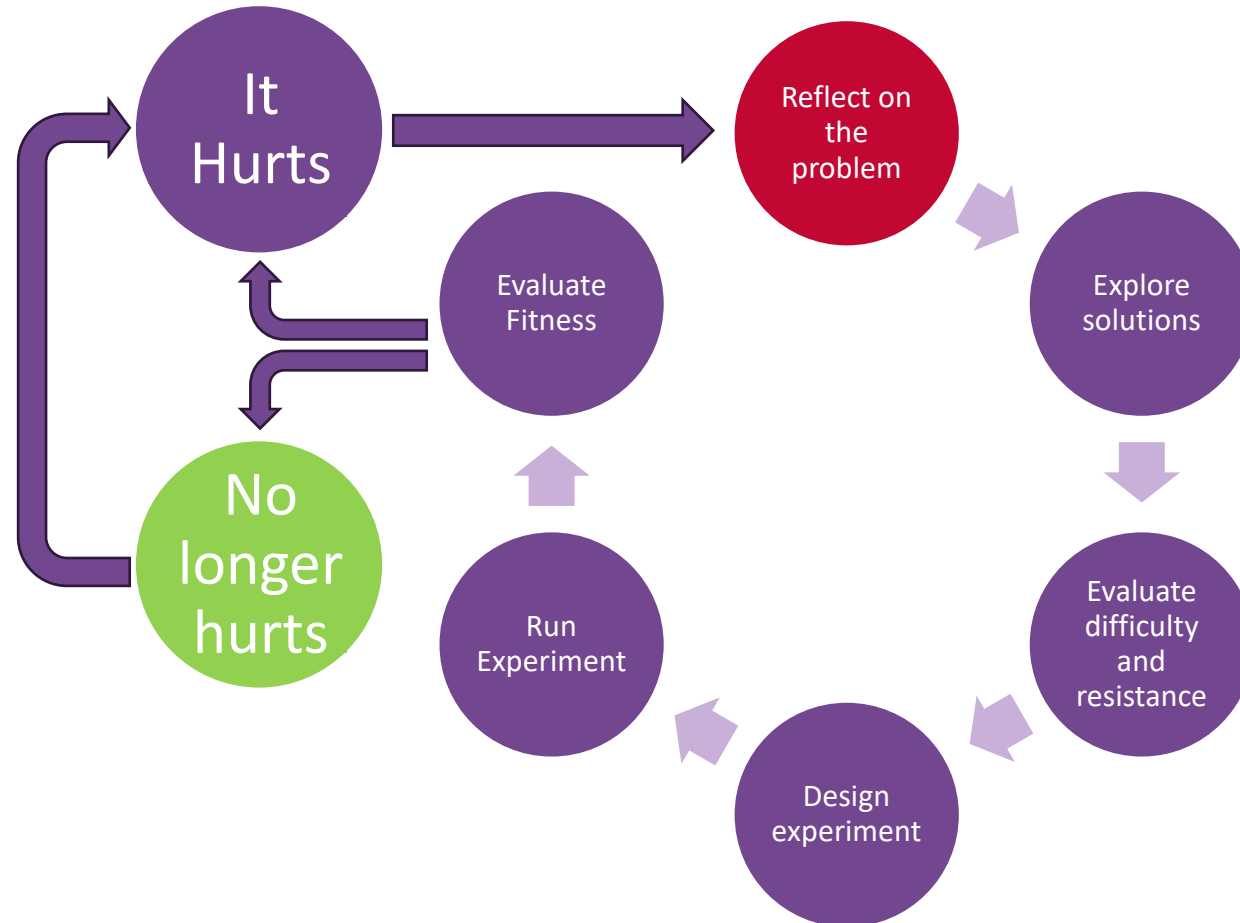 It
Hurts
Reflect on
the
problem
Explore
solutions
Evaluate
difficulty
and
resistance
Design
experiment
Run
Experiment
Evaluate
Fitness
No
longer
hurts